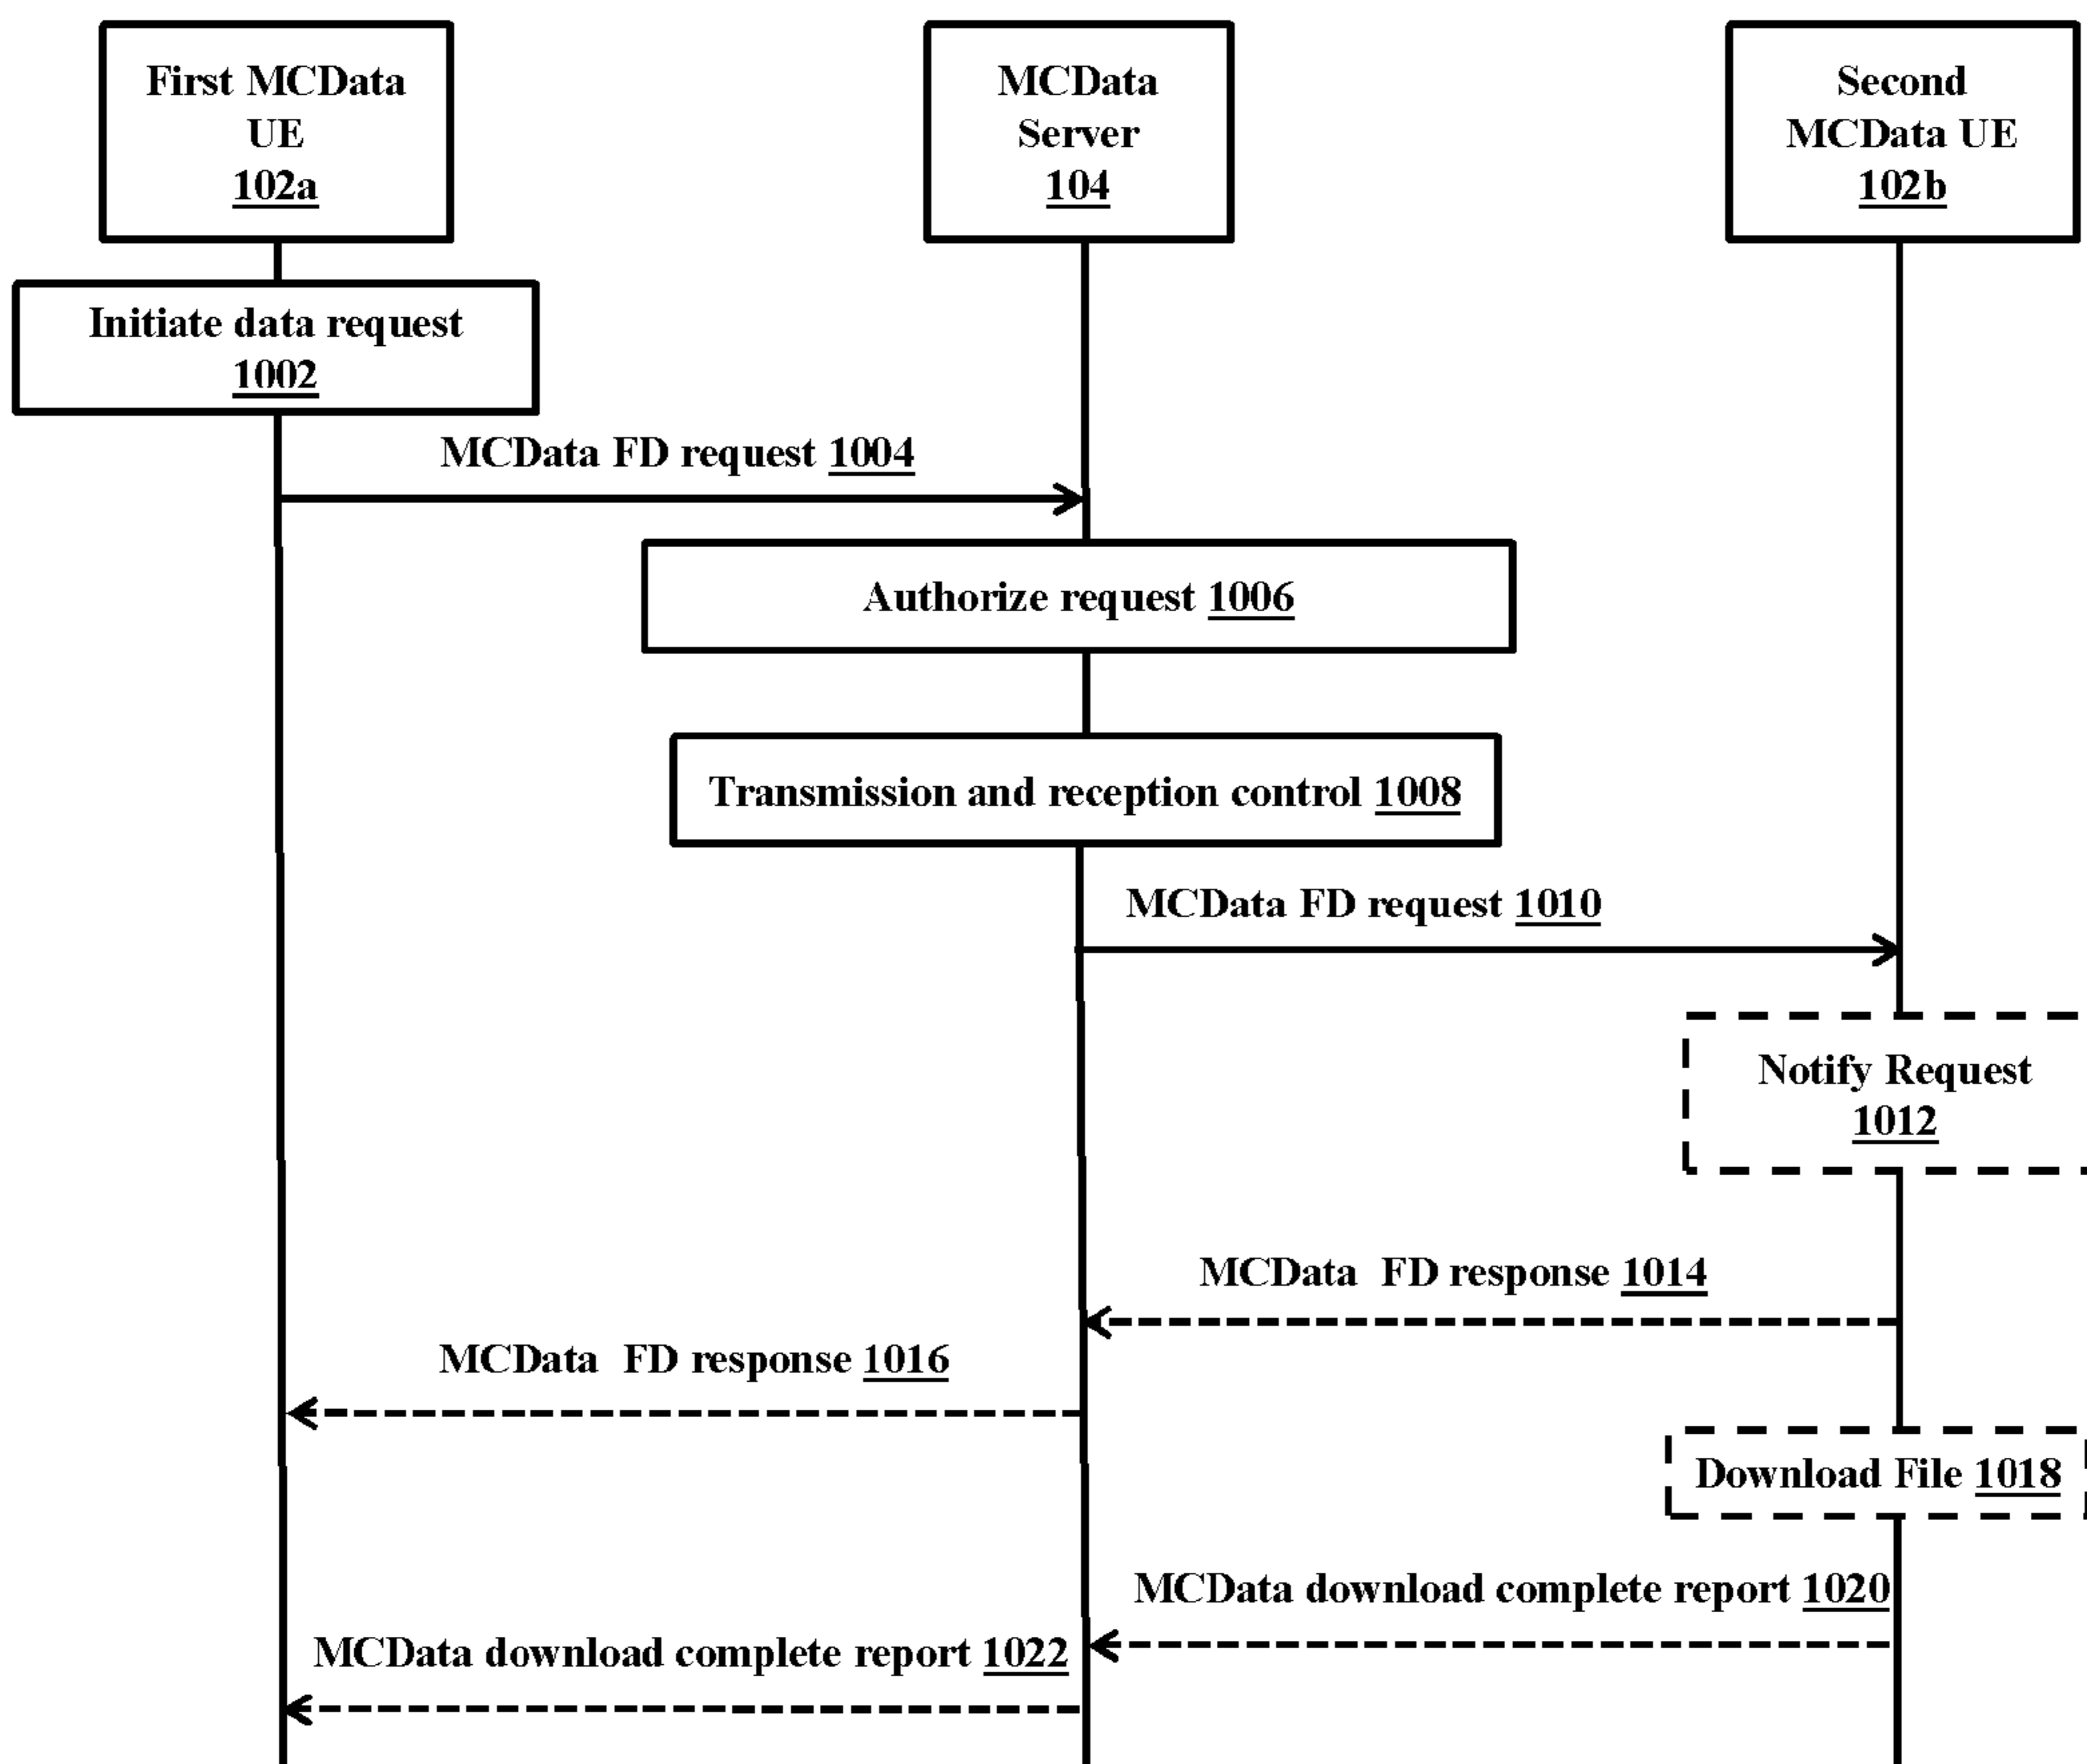 First MCData
UE
102a
MCData
Server
104
Second
MCData UE
102b
Initiate data request
1002
MCData FD request 1004
Authorize request 1006
Transmission and reception control 1008
MCData FD request 1010
Notify Request
1012
MCData FD response 1014
MCData FD response 1016
Download File 1018
MCData download complete report 1020
MCData download complete report 1022